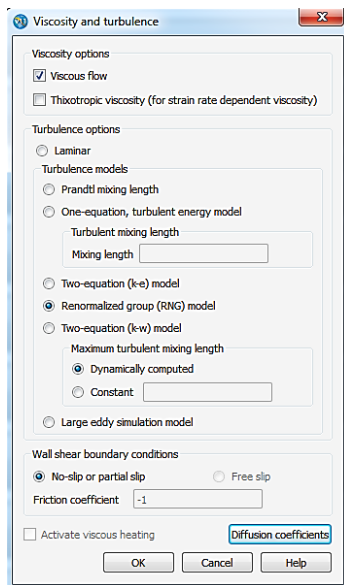 Viscosity and turbulence
Viscosity options
Viscous flow
Thixotropic viscosity (for strain rate dependent viscosity)
Turbulence options
Laminar
Turbulence models
Prandtl mixing length
One-equation, turbulent energy model
Turbulent mixing length
Mixing length
Two-equation (k-e) model
Renormalized group (RNG) model
Two-equation (k-w) model
Maximum turbulent mixing length
Dynamically computed
Constant
Large eddy simulation model
Wall shear boundary conditions
No-slip or partial slip Free slip
Friction coefficient -1
Activate viscous heating Diffusion coefficients
OK Cancel Help